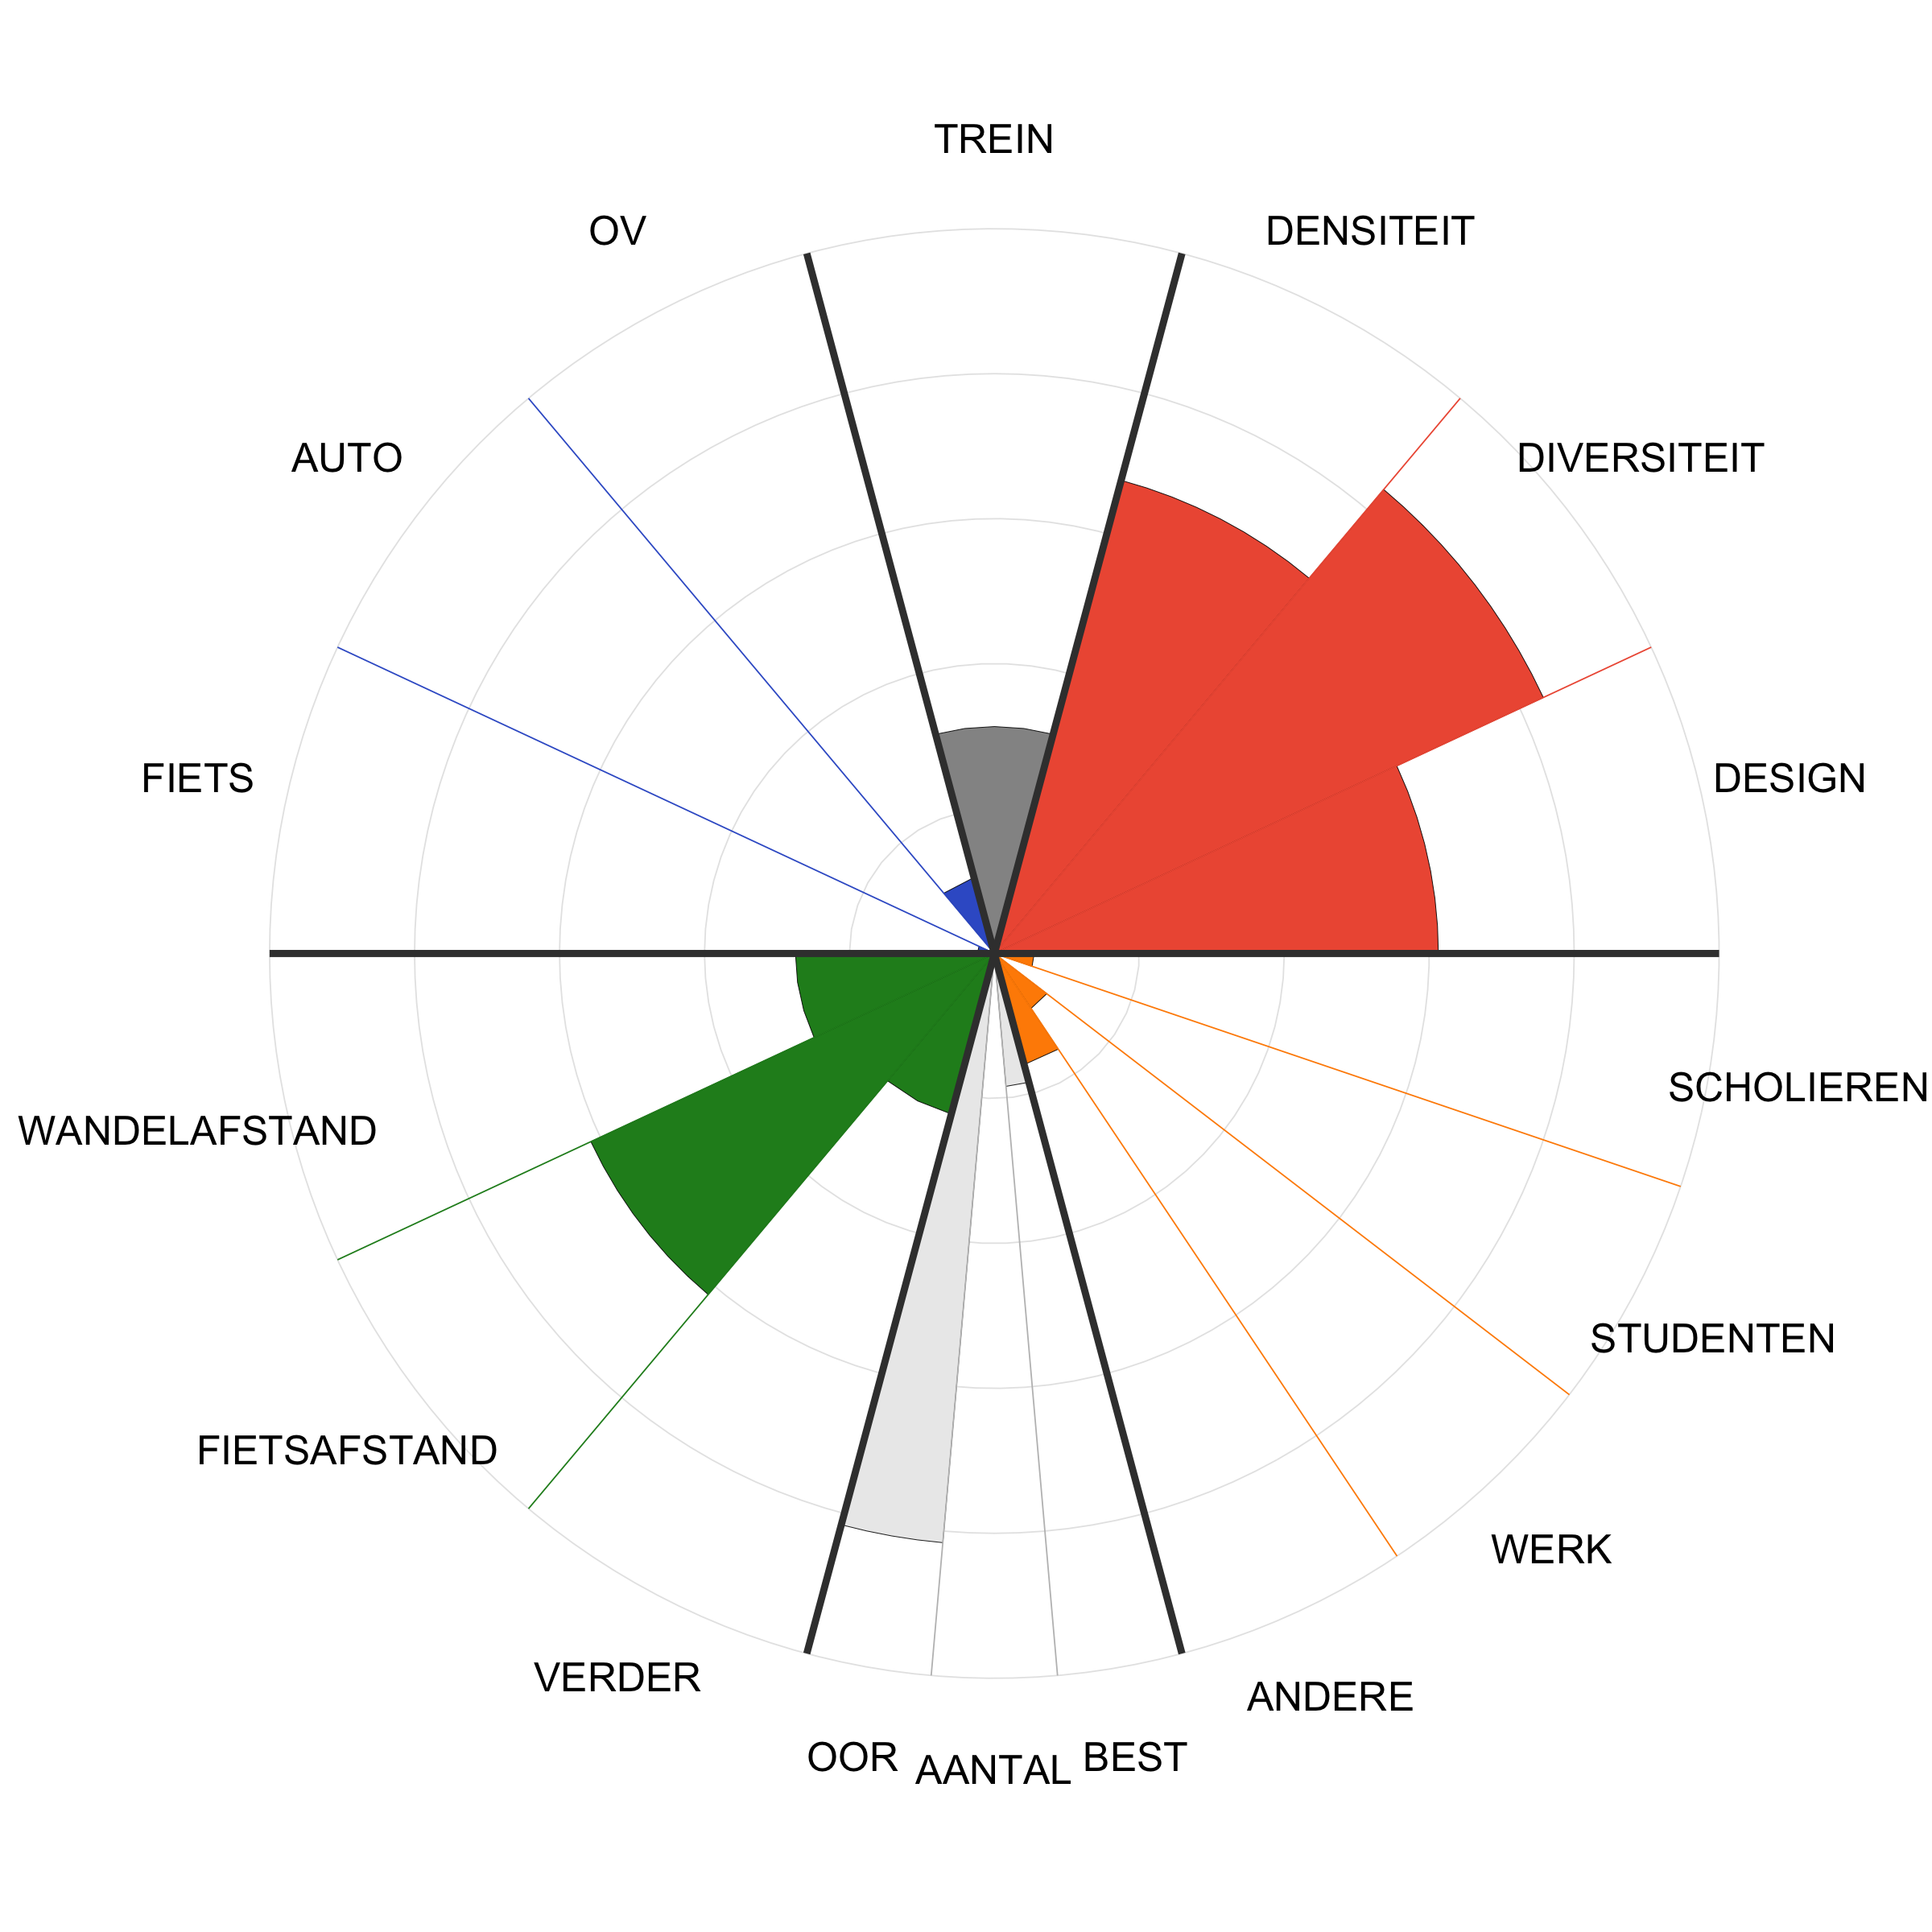 TREIN
OV
DENSITEIT
AUTO
DIVERSITEIT
FIETS
DESIGN
SCHOLIEREN
WANDELAFSTAND
STUDENTEN
FIETSAFSTAND
WERK
VERDER
ANDERE
OOR
AANTAL
BEST